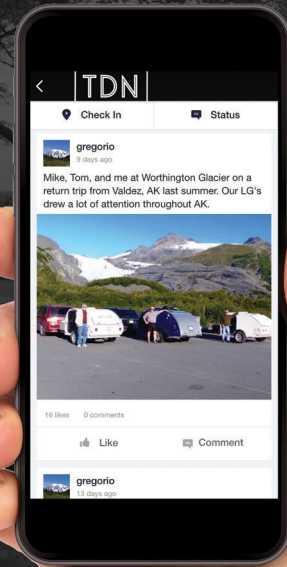 |TDN|
Check In Status
gregorio
9 days ago
Mike, Tom, and me at Worthington Glacier on a
return trip from Valdez, AK last summer. Our LG's
drew a lot of attention throughout AK.
16 likes 0 comments
Like Comment
gregorio
13 days ago